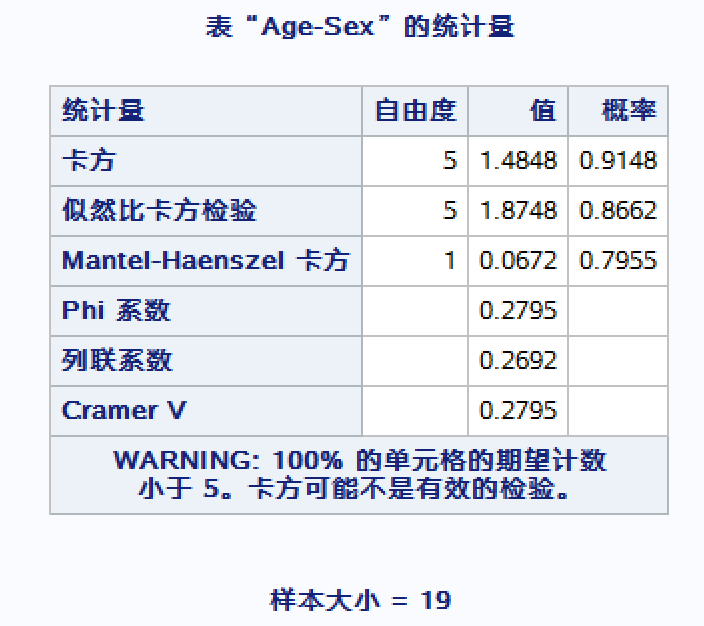 表 “Age-Sex” 的统计量
统计量 自由度 值 概率
卡方 5 1.4848 0.9148
似然比卡方检验 5 1.8748 0.8662
Mantel-Haenszel 卡方 1 0.0672 0.7955
Phi 系数 0.2795
列联系数 0.2692
Cramer V 0.2795
WARNING: 100% 的单元格的期望计数
小于 5。卡方可能不是有效的检验。
样本大小 = 19